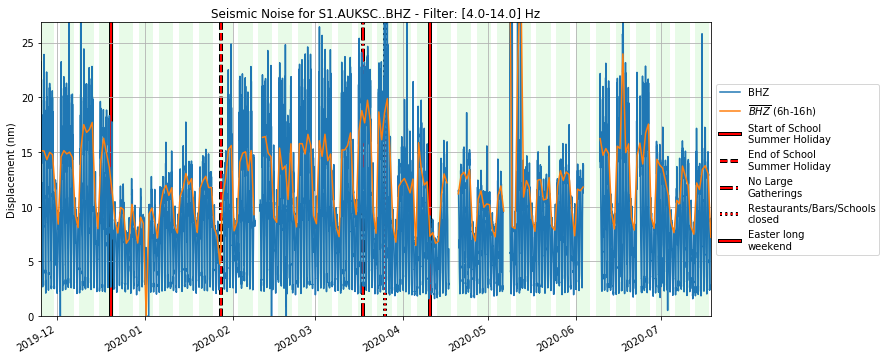 Seismic Noise for S1.AUKSC..BHZ - Filter: [4.0-14.0] Hz
Displacement (nm)
25
20
15
10
5
0
2019-12
2020-01
2020-02
2020-03
2020-04
2020-05
2020-06
2020-07
BHZ
BHZ (6h-16h)
Start of School
Summer Holiday
End of School
Summer Holiday
No Large
Gatherings
Restaurants/Bars/Schools
closed
Easter long
weekend